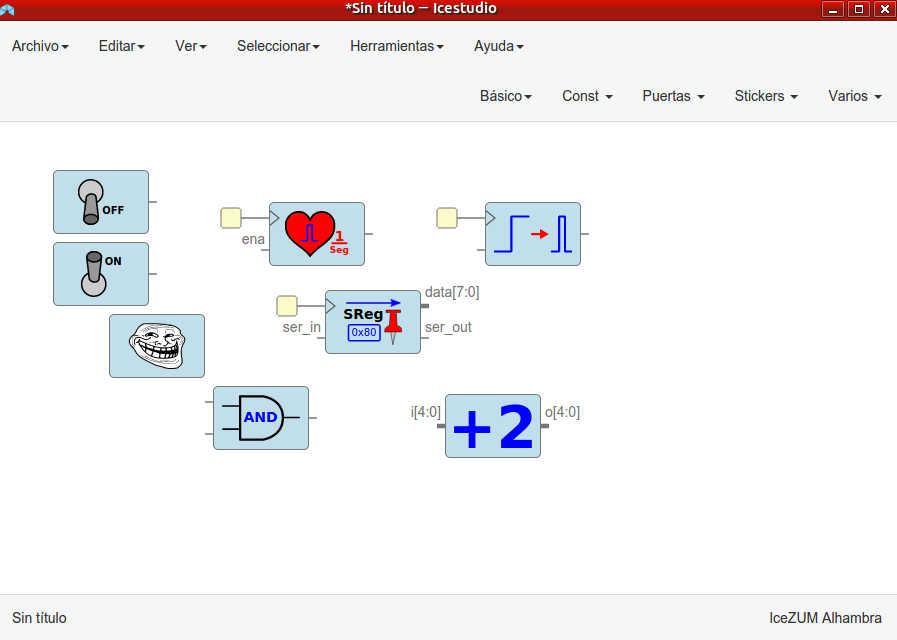 *Sin título — Icestudio
Archivo Editar Ver Seleccionar Herramientas Ayuda
Básico Const Puertas Stickers Varios
OFF
ON
ena
1
Seg
data[7:0]
SReg
0x80
ser_in
ser_out
AND
i[4:0]
+2
o[4:0]
Sin título
IceZUM Alhambra